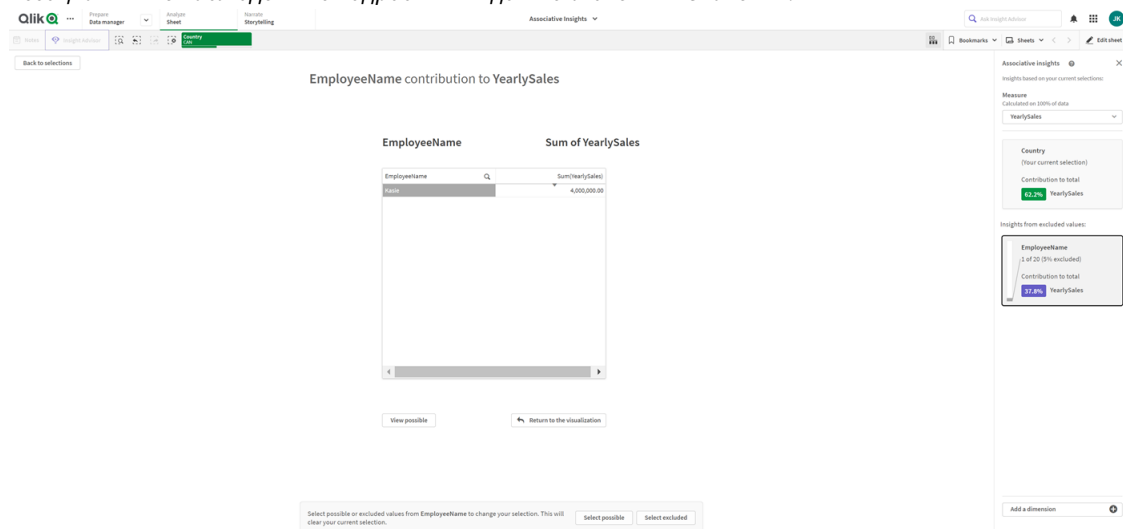 Qlik
Prepare
Data manager
Analyze
Sheet
Narrate
Storytelling
Associative Insights
Ask Insight Advisor
JK
Notes
Insight Advisor
Country
CAN
Bookmarks
Sheets
Edit sheet
Back to selections
EmployeeName contribution to YearlySales
EmployeeName
Sum of YearlySales
EmployeeName
Sum(YearlySales)
Kasie
4,000,000.00
View possible
Return to the visualization
Select possible or excluded values from EmployeeName to change your selection. This will
clear your current selection.
Select possible
Select excluded
Associative insights
Insights based on your current selections:
Measure
Calculated on 100% of data
YearlySales
Country
(Your current selection)
Contribution to total
62.2% YearlySales
Insights from excluded values:
EmployeeName
1 of 20 (5% excluded)
Contribution to total
37.8% YearlySales
Add a dimension